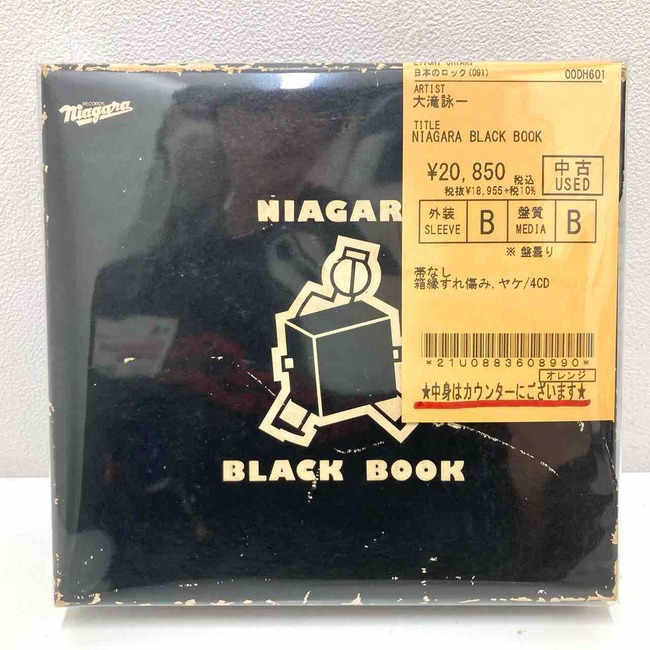 RECORDS
Niagara
NIAGAR
BLACK BOOK
日本のロック(091) 00DH601
ARTIST
大滝詠一
TITLE
NIAGARA BLACK BOOK
¥20,850 税込
税抜¥18,955+税10%
中古
USED
外装
SLEEVE
B
盤質
MEDIA
B
※ 盤曇り
帯なし
箱縁すれ傷み,ヤケ/4CD
*21U0883608990*
オレンジ
★中身はカウンターにございます★